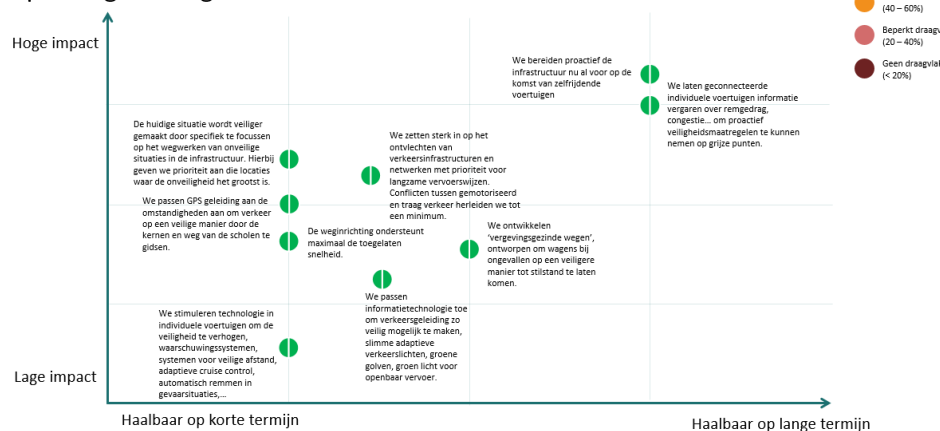 Hoge impact
(40 – 60%)
Beperkt
(20 – 40%)
Geen
(< 20%)
We bereiden proactief de
infrastructuur nu al voor op de
komst van zelfrijdende
voertuigen
We laten geconnecteerde
individuele voertuigen informatie
vergaren over remgedrag,
congestie… om proactief
veiligheidsmaatregelen te kunnen
nemen op grijze punten.
De huidige situatie wordt veiliger
gemaakt door specifiek te focussen
op het wegwerken van onveilige
situaties in de infrastructuur. Hierbij
geven we prioriteit aan die locaties
waar de onveiligheid het grootst is.
We zetten sterk in op het
ontvlechten van
verkeersinfrastructuren en
netwerken met prioriteit voor
langzame vervoerswijzen.
Conflicten tussen gemotoriseerd
en traag verkeer herleiden we tot
een minimum.
We passen GPS geleiding aan de
omstandigheden aan om verkeer
op een veilige manier door de
kernen en weg van de scholen te
gidsen.
De weginrichting ondersteunt
maximaal de toegelaten
snelheid.
We ontwikkelen
‘vergevingsgezinde wegen’,
ontworpen om wagens bij
ongevallen op een veiligere
manier tot stilstand te laten
komen.
We passen
informatietechnologie toe
om verkeersgeleiding zo
veilig mogelijk te maken,
slimme adaptieve
verkeerslichten, groene
golven, groen licht voor
openbaar vervoer.
We stimuleren technologie in
individuele voertuigen om de
veiligheid te verhogen,
waarschuwingssystemen,
systemen voor veilige afstand,
adaptieve cruise control,
automatisch remmen in
gevaarsituaties,…
Lage impact
Haalbaar op korte termijn
Haalbaar op lange termijn